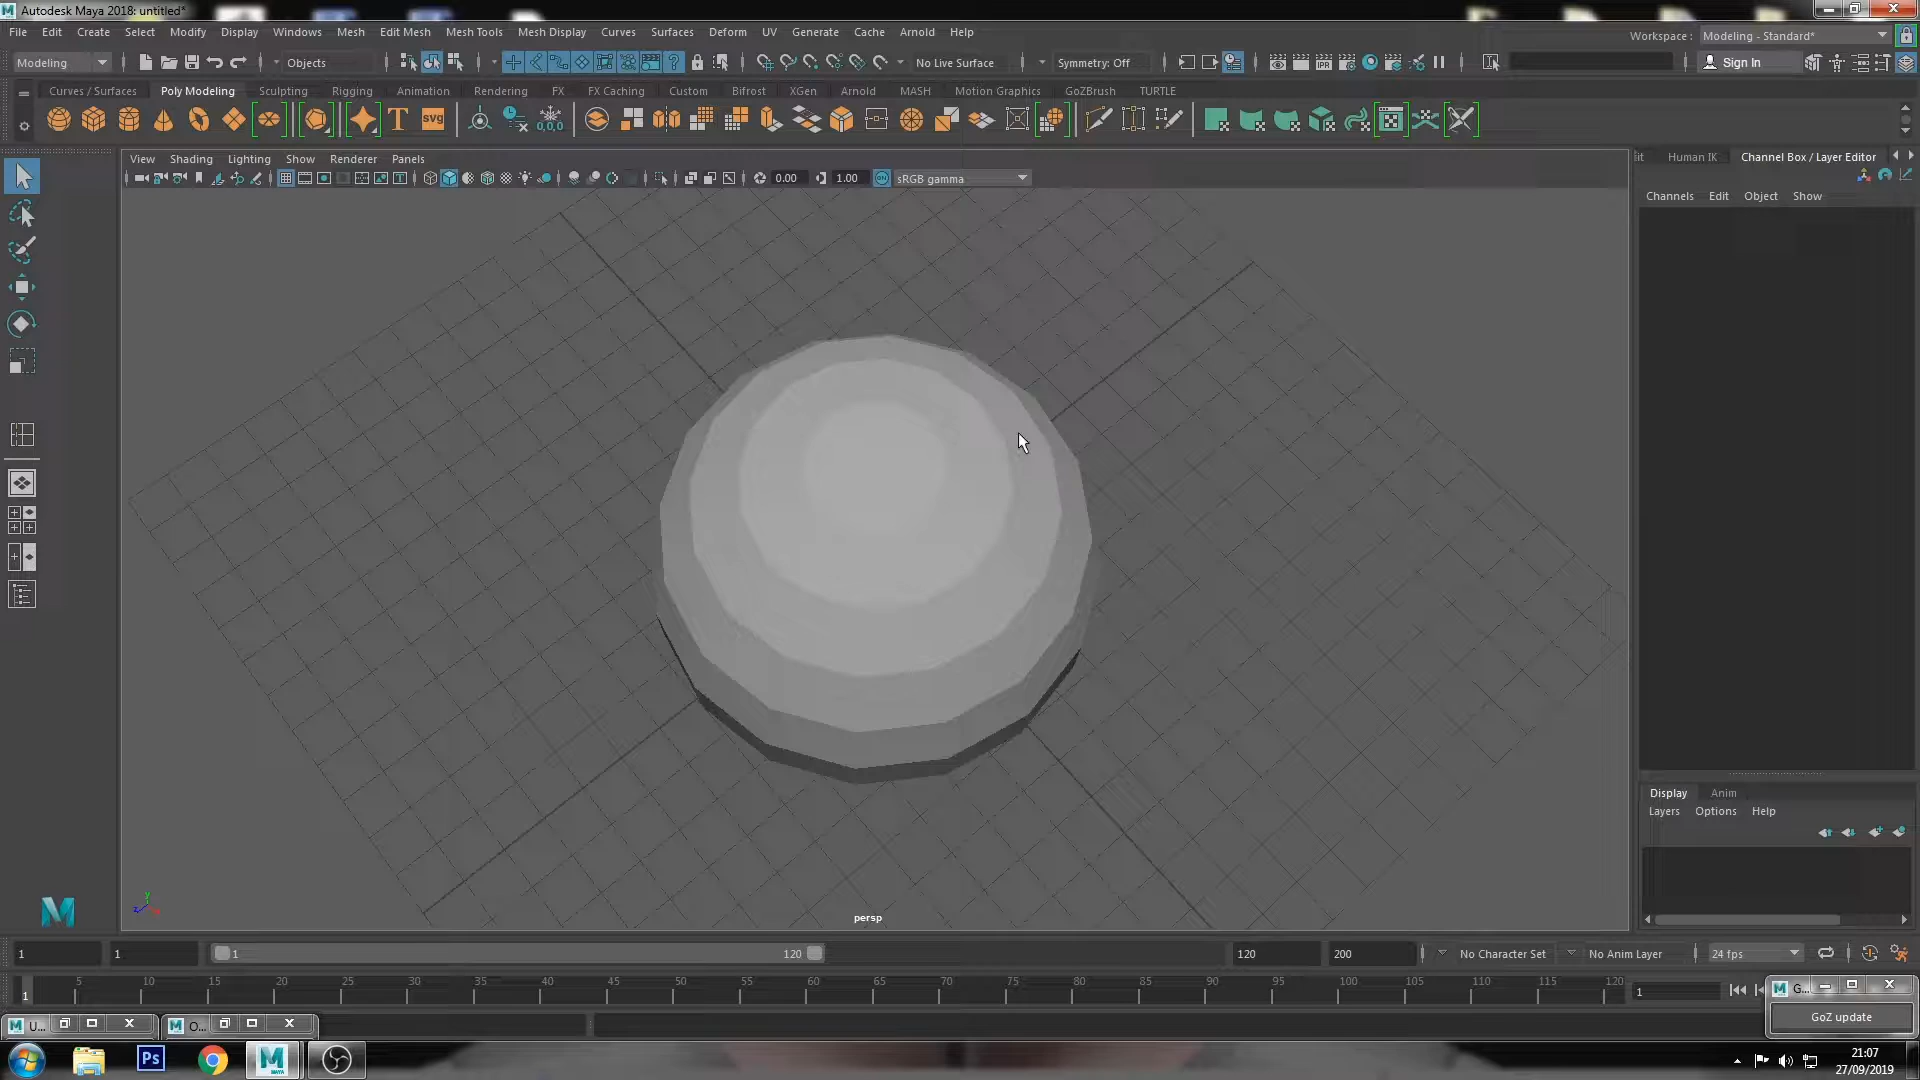 Autodesk Maya 2018: untitled*
File Edit Create Select Modify Display Windows Mesh Edit Mesh Mesh Tools Mesh Display Curves Surfaces Deform UV Generate Cache Arnold Help
Workspace : Modeling - Standard*
Modeling Objects No Live Surface Symmetry: Off Sign In
Curves / Surfaces Poly Modeling Sculpting Rigging Animation Rendering FX FX Caching Custom Bifrost XGen Arnold MASH Motion Graphics GoZBrush TURTLE
T svg 0,0,0
View Shading Lighting Show Renderer Panels
it Human IK Channel Box / Layer Editor
0.00 1.00 sRGB gamma
Channels Edit Object Show
persp
Display Anim
Layers Options Help
1 1 1 120 120 200 No Character Set No Anim Layer 24 fps
5 10 15 20 25 30 35 40 45 50 55 60 65 70 75 80 85 90 95 100 105 110 115 120
1 1
G...
GoZ update
U... O...
Ps MAYA
21:07
27/09/2019